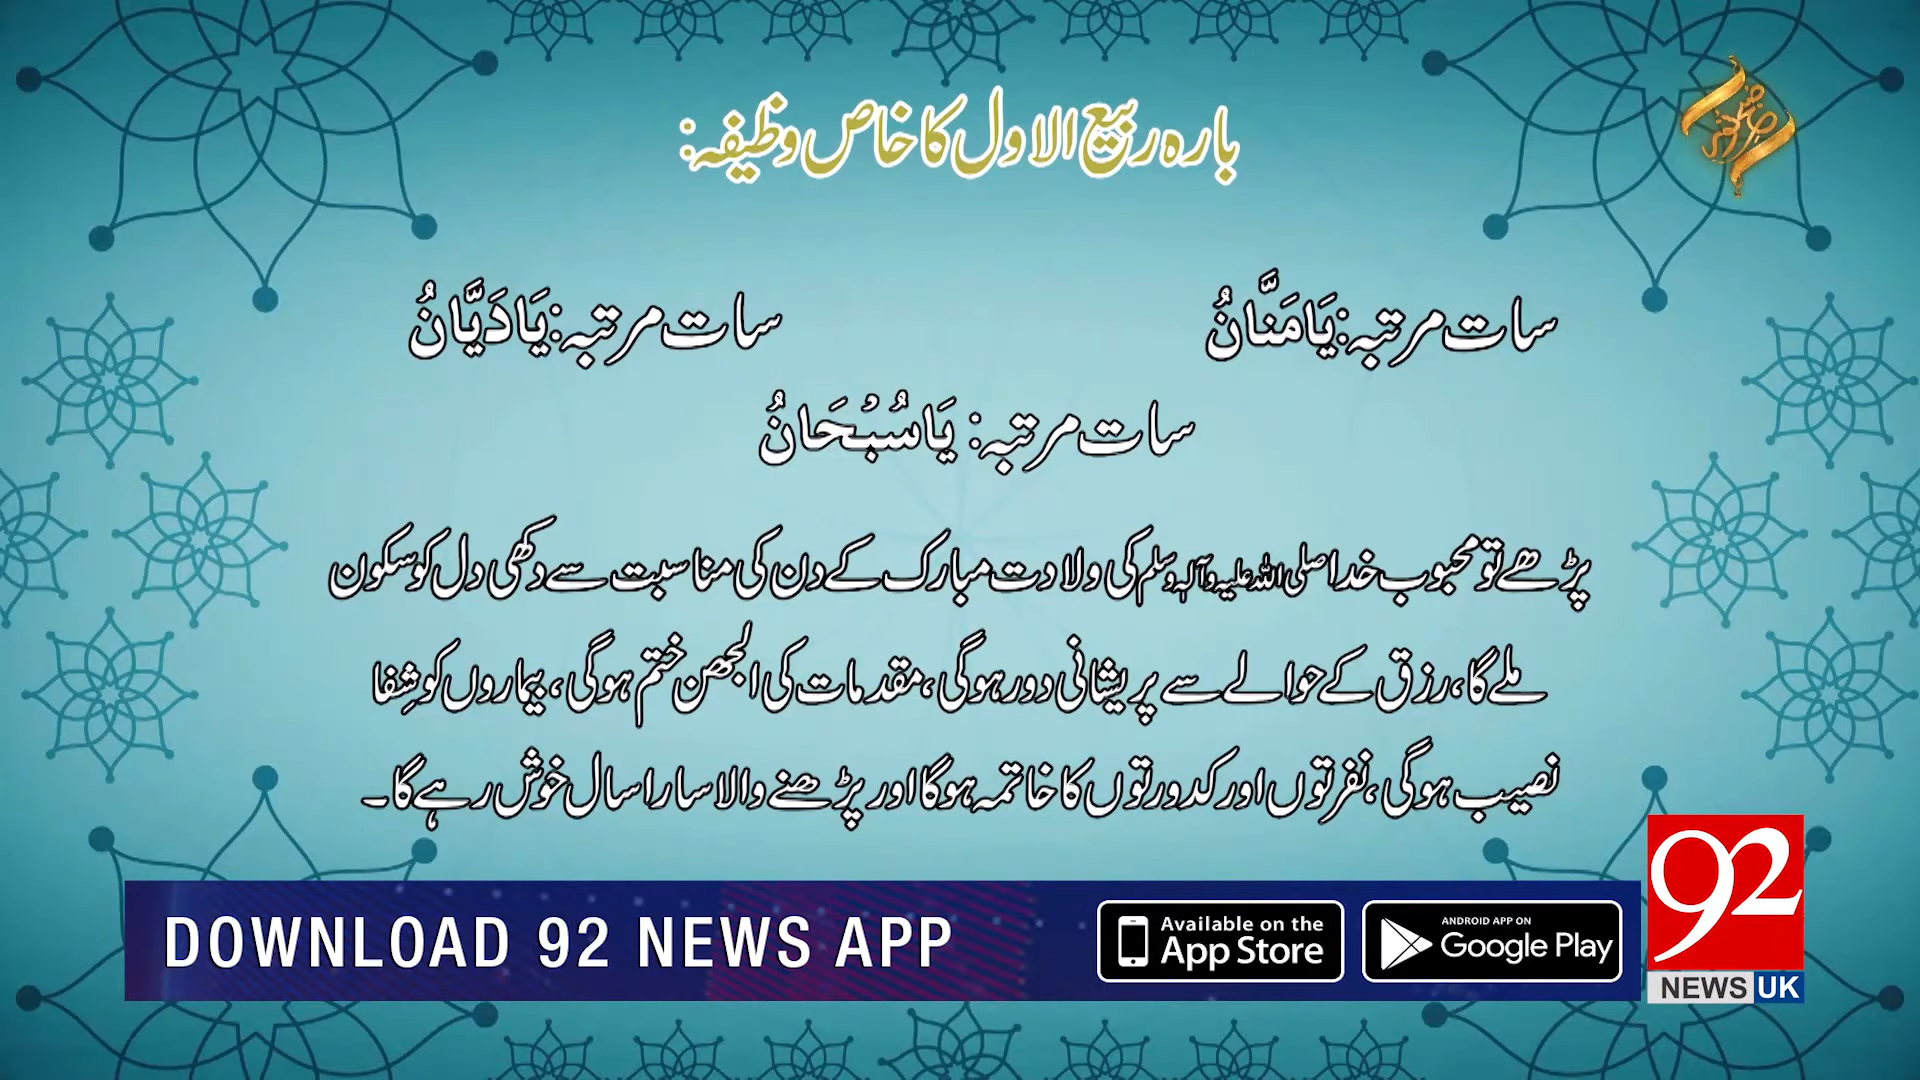 بارہ ربیع الاول کا خاص وظیفہ:
سات مرتبہ: یَا مَنَّانُ
سات مرتبہ: یَا دَیَّانُ
سات مرتبہ: یَا سُبْحَانُ
پڑھے تو محبوب خدا صلی اللہ علیہ وآلہ وسلم کی ولادت مبارک کے دن کی مناسبت سے دکھی دل کو سکون
ملے گا، رزق کے حوالے سے پریشانی دور ہوگی، مقدمات کی الجھن ختم ہوگی، بیماروں کو شِفا
نصیب ہوگی، نفرتوں اور کدورتوں کا خاتمہ ہوگا اور پڑھنے والا سارا سال خوش رہے گا۔
DOWNLOAD 92 NEWS APP
Available on the
App Store
ANDROID APP ON
Google Play
92
NEWS UK